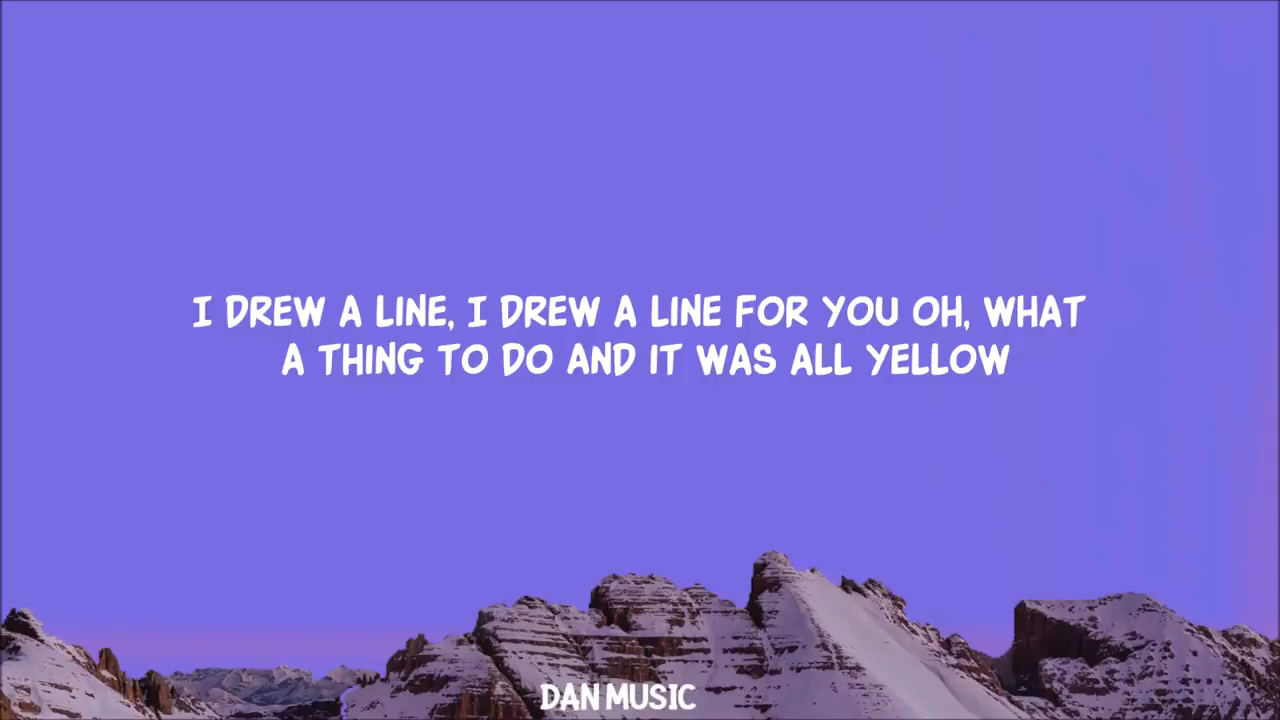 I DREW A LINE, I DREW A LINE FOR YOU OH, WHAT
A THING TO DO AND IT WAS ALL YELLOW
DAN MUSIC